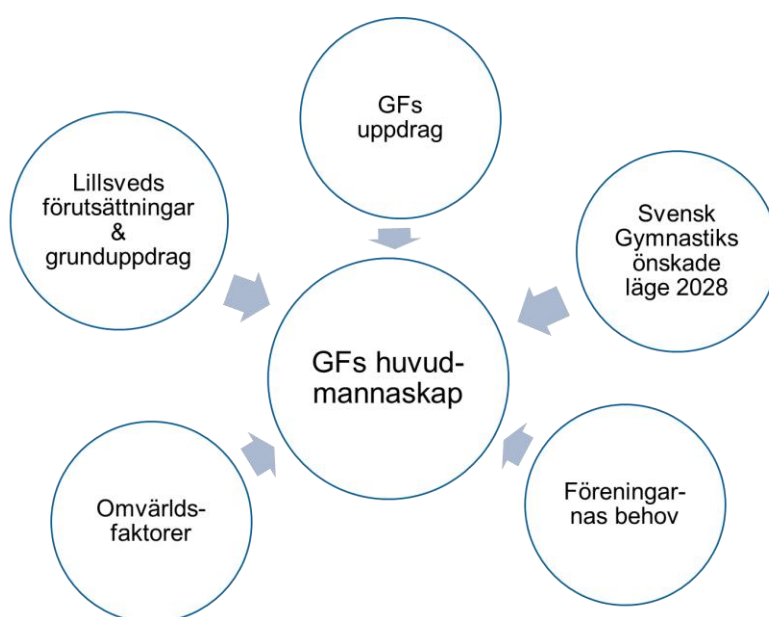 GFs
uppdrag
Lillsveds
förutsättningar
&
grunduppdrag
Svensk
Gymnastiks
önskade
läge 2028
GFs huvud-
mannaskap
Omvärlds-
faktorer
Föreningar-
nas behov